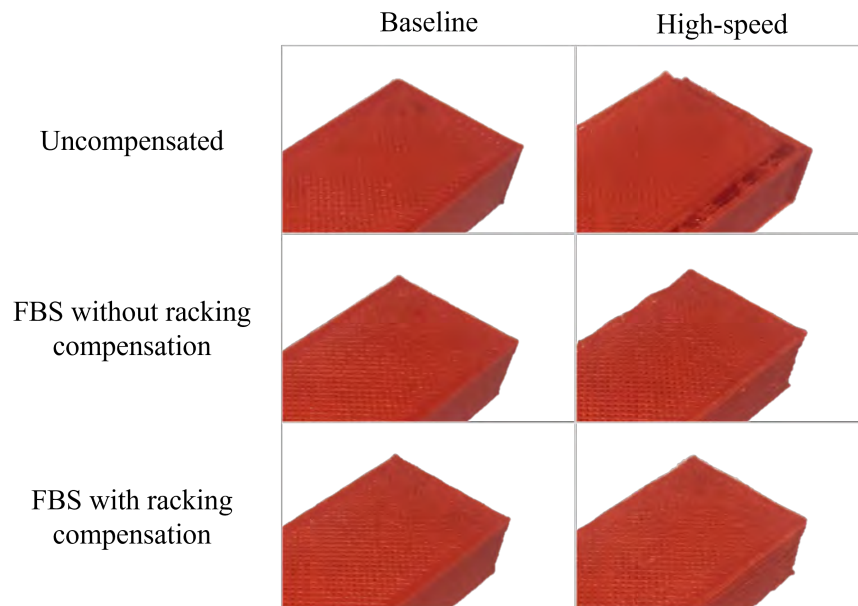 Baseline
High-speed
Uncompensated
FBS without racking
compensation
FBS with racking
compensation